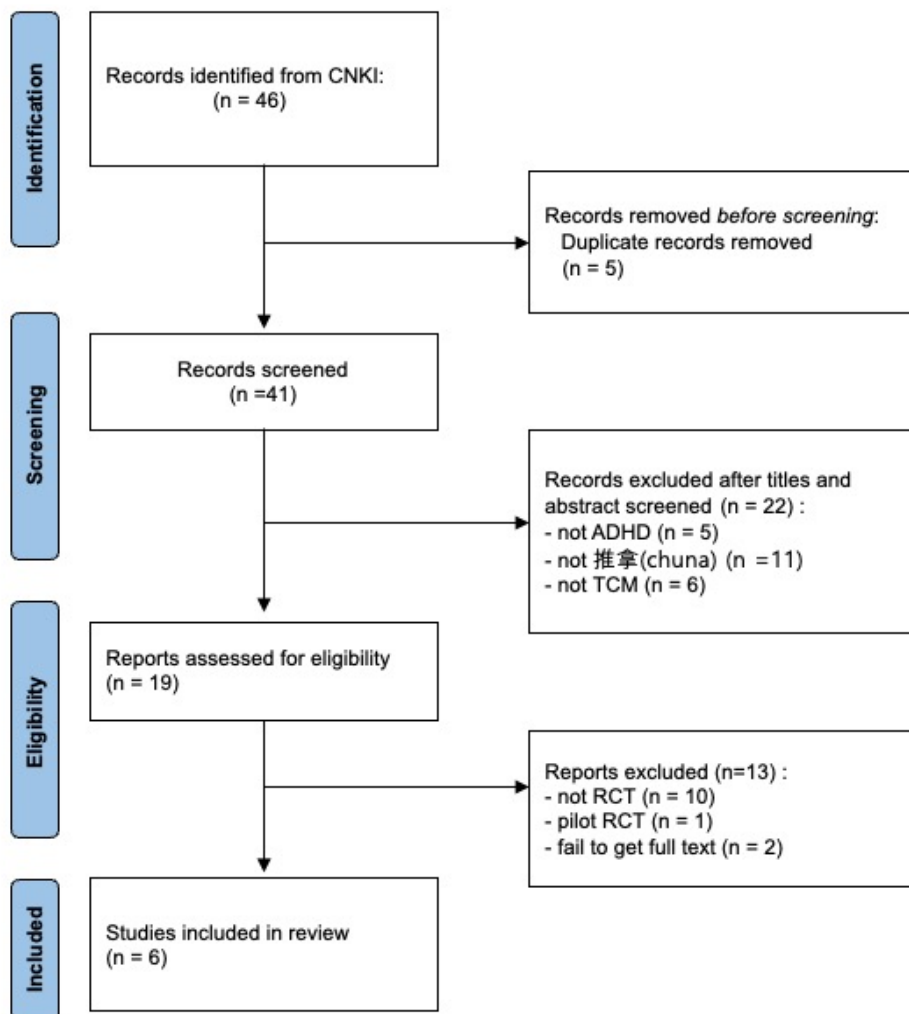 Identification
Records identified from CNKI:
(n = 46)
Records removed before screening:
Duplicate records removed
(n = 5)
Screening
Records screened
(n =41)
Records excluded after titles and
abstract screened (n = 22) :
- not ADHD (n = 5)
- not 推拿(chuna) (n =11)
- not TCM (n = 6)
Eligibility
Reports assessed for eligibility
(n = 19)
Reports excluded (n=13) :
- not RCT (n = 10)
- pilot RCT (n = 1)
- fail to get full text (n = 2)
Included
Studies included in review
(n = 6)